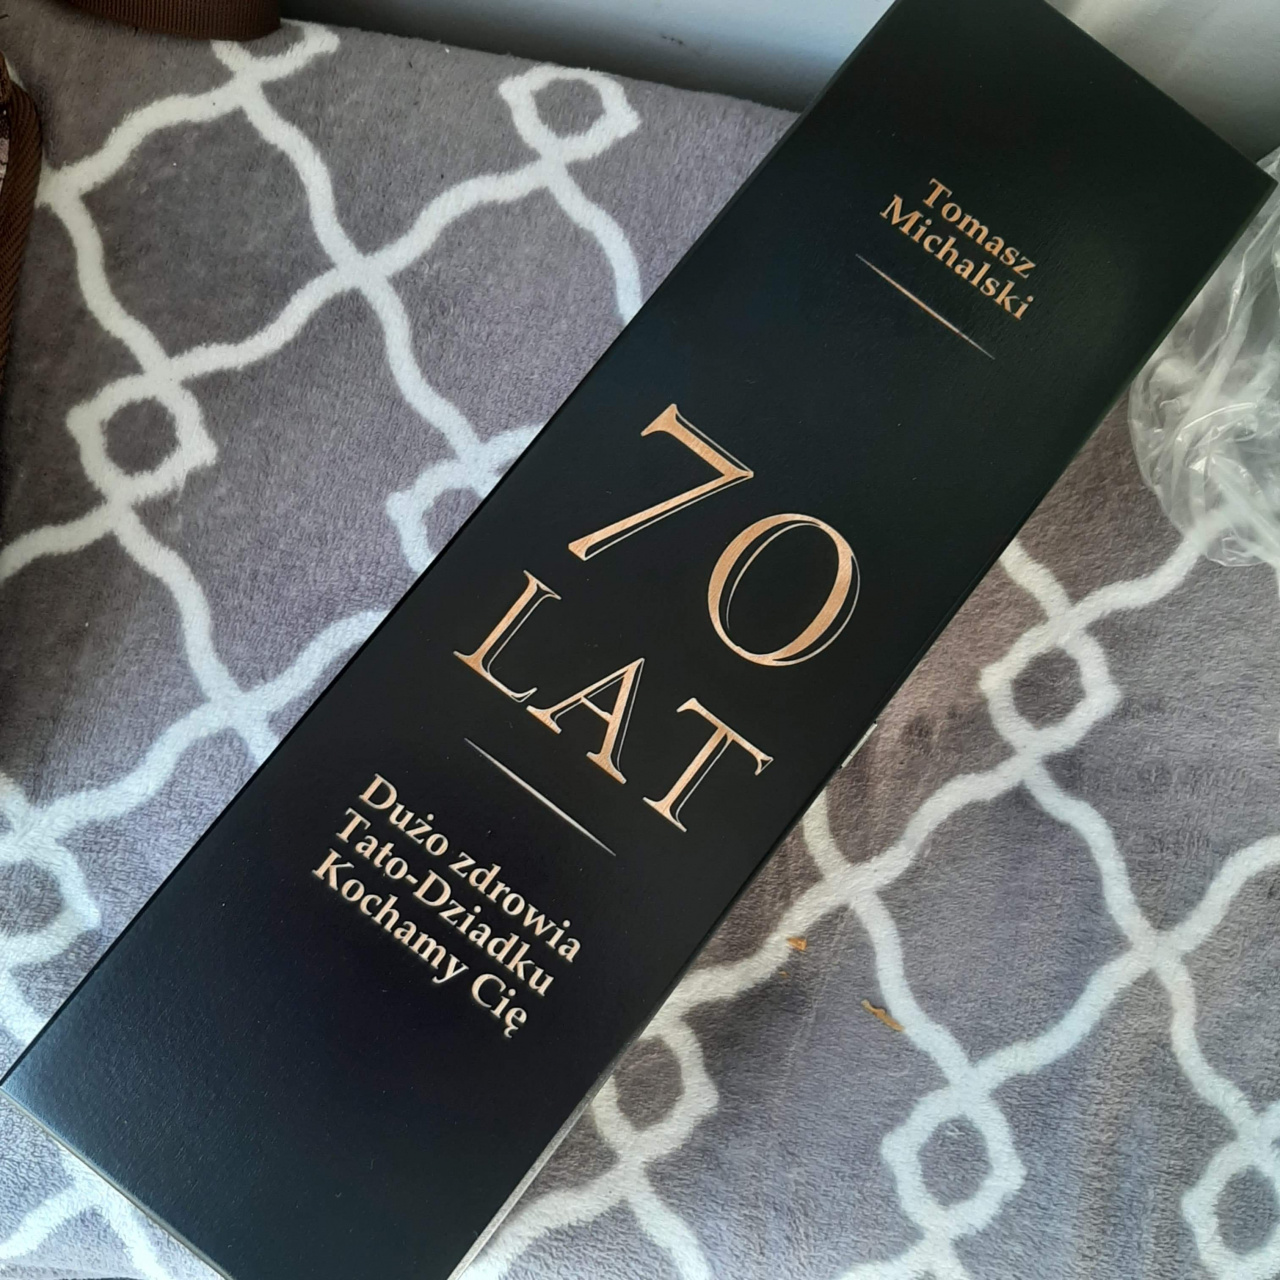 Tomasz
Michalski
70
LAT
Dużo zdrowia
Tato-Dziadku
Kochamy Cię